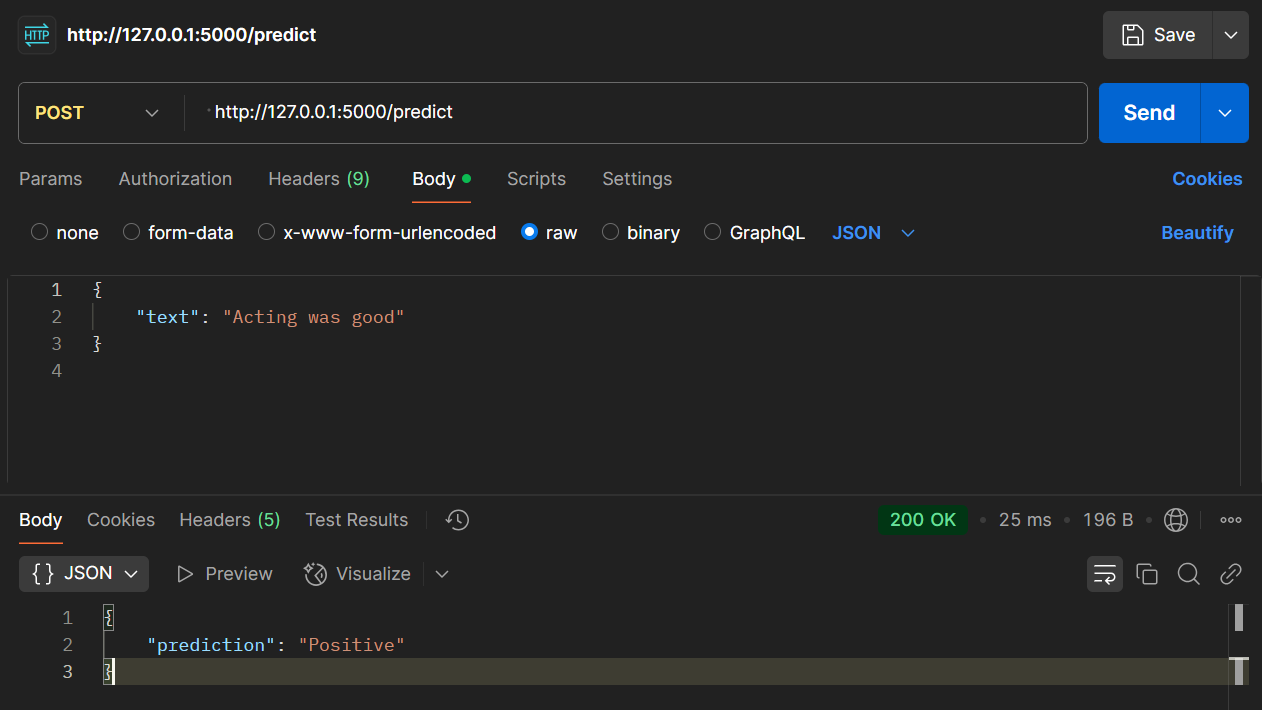 HTTP http://127.0.0.1:5000/predict Save
POST http://127.0.0.1:5000/predict Send
Params Authorization Headers (9) Body Scripts Settings Cookies
none form-data x-www-form-urlencoded raw binary GraphQL JSON Beautify
1 {
2 "text": "Acting was good"
3 }
4
Body Cookies Headers (5) Test Results 200 OK • 25 ms • 196 B •
{} JSON Preview Visualize
1 {
2 "prediction": "Positive"
3 }